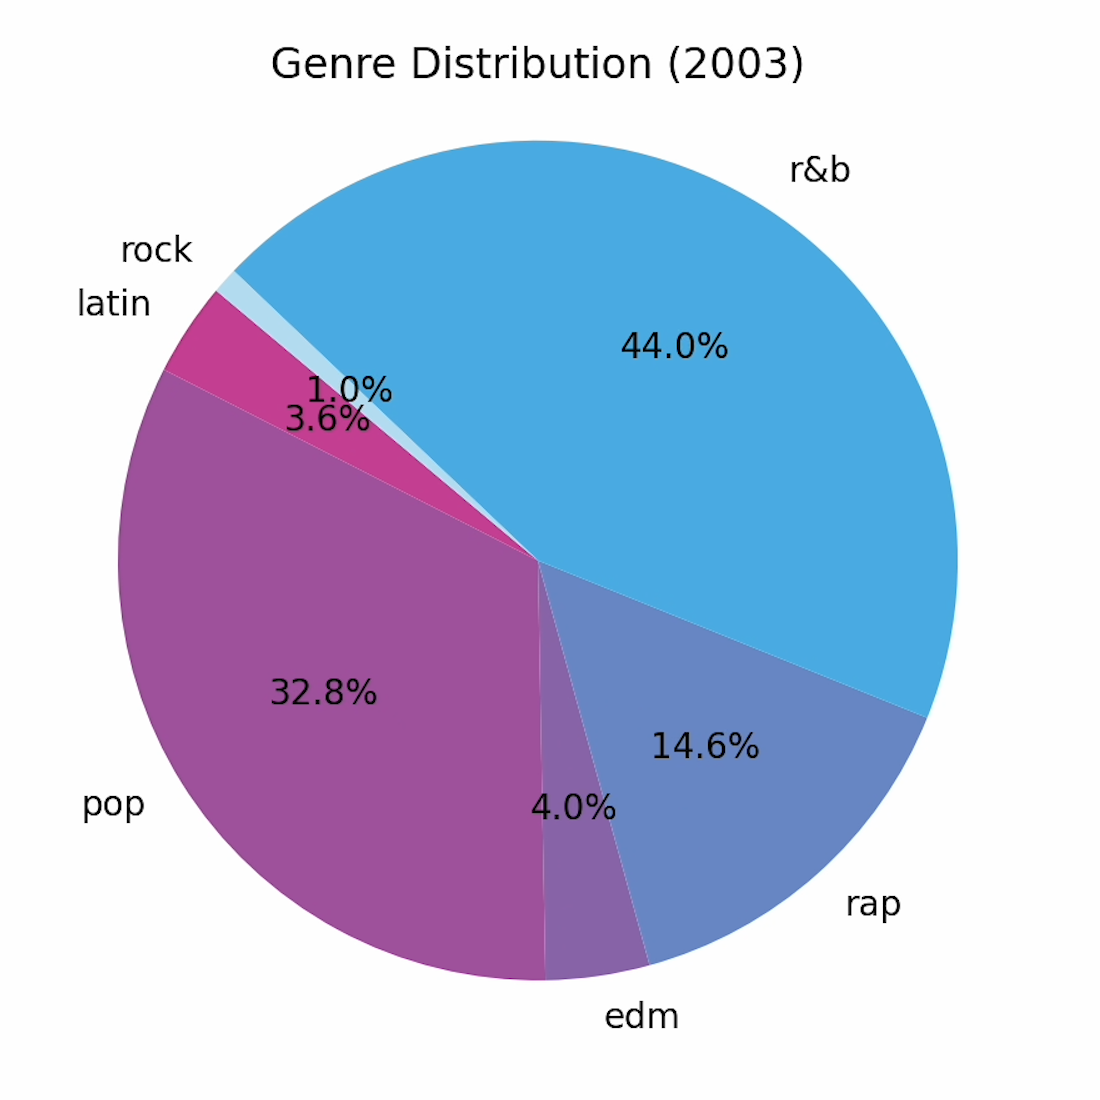 Genre Distribution (2003)
r&b
rock
latin
44.0%
1.0%
3.6%
32.8%
14.6%
4.0%
pop
rap
edm